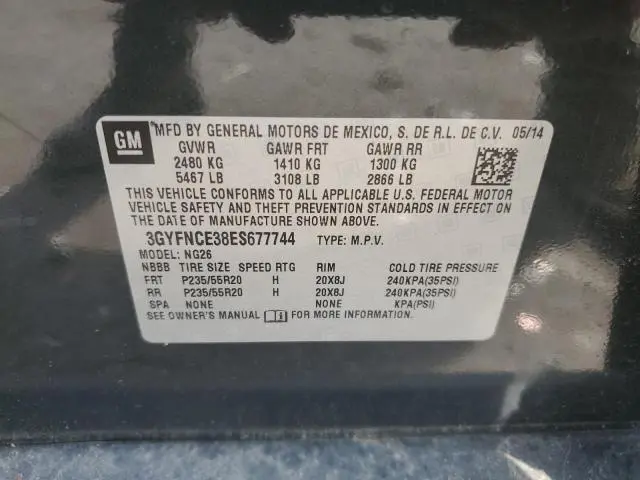 GM MFD BY GENERAL MOTORS DE MEXICO, S. DE R.L. DE C.V. 05/14
GVWR GAWR FRT GAWR RR
2480 KG 1410 KG 1300 KG
5467 LB 3108 LB 2866 LB
THIS VEHICLE CONFORMS TO ALL APPLICABLE U.S. FEDERAL MOTOR
VEHICLE SAFETY AND THEFT PREVENTION STANDARDS IN EFFECT ON
THE DATE OF MANUFACTURE SHOWN ABOVE.
3GYFNCE38ES677744 TYPE: M.P.V.
MODEL: NG26
NBBB TIRE SIZE SPEED RTG RIM COLD TIRE PRESSURE
FRT P235/55R20 H 20X8J 240KPA(35PSI)
RR P235/55R20 H 20X8J 240KPA(35PSI)
SPA NONE NONE KPA(PSI)
SEE OWNER'S MANUAL FOR MORE INFORMATION.